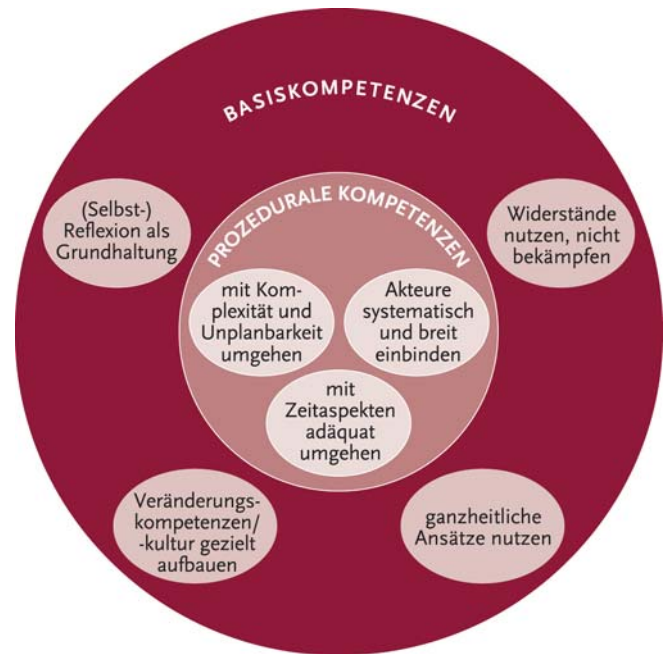 BASISKOMPETENZEN
(Selbst-)
Reflexion als
Grundhaltung
Widerstände
nutzen, nicht
bekämpfen
PROZEDURALE KOMPETENZEN
mit Kom-
plexität und
Unplanbarkeit
umgehen
Akteure
systematisch
und breit
einbinden
mit
Zeitaspekten
adäquat
umgehen
Veränderungs-
kompetenzen/
-kultur gezielt
aufbauen
ganzheitliche
Ansätze nutzen